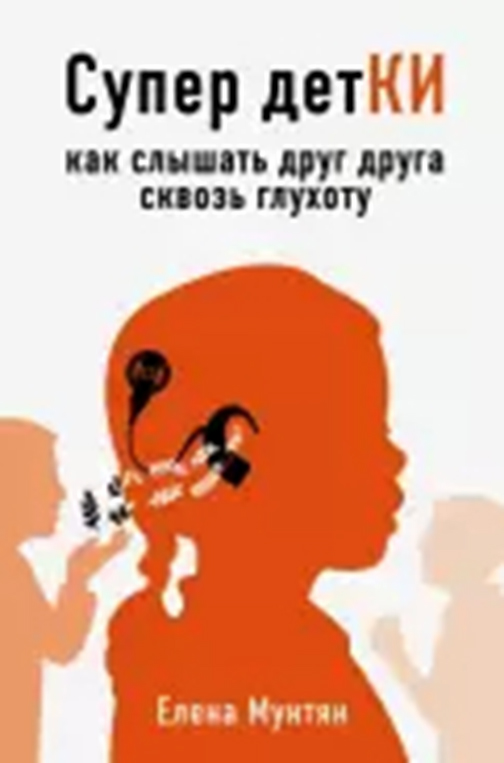 Супер детКИ
как слышать друг друга
сквозь глухоту
Елена Мунтян